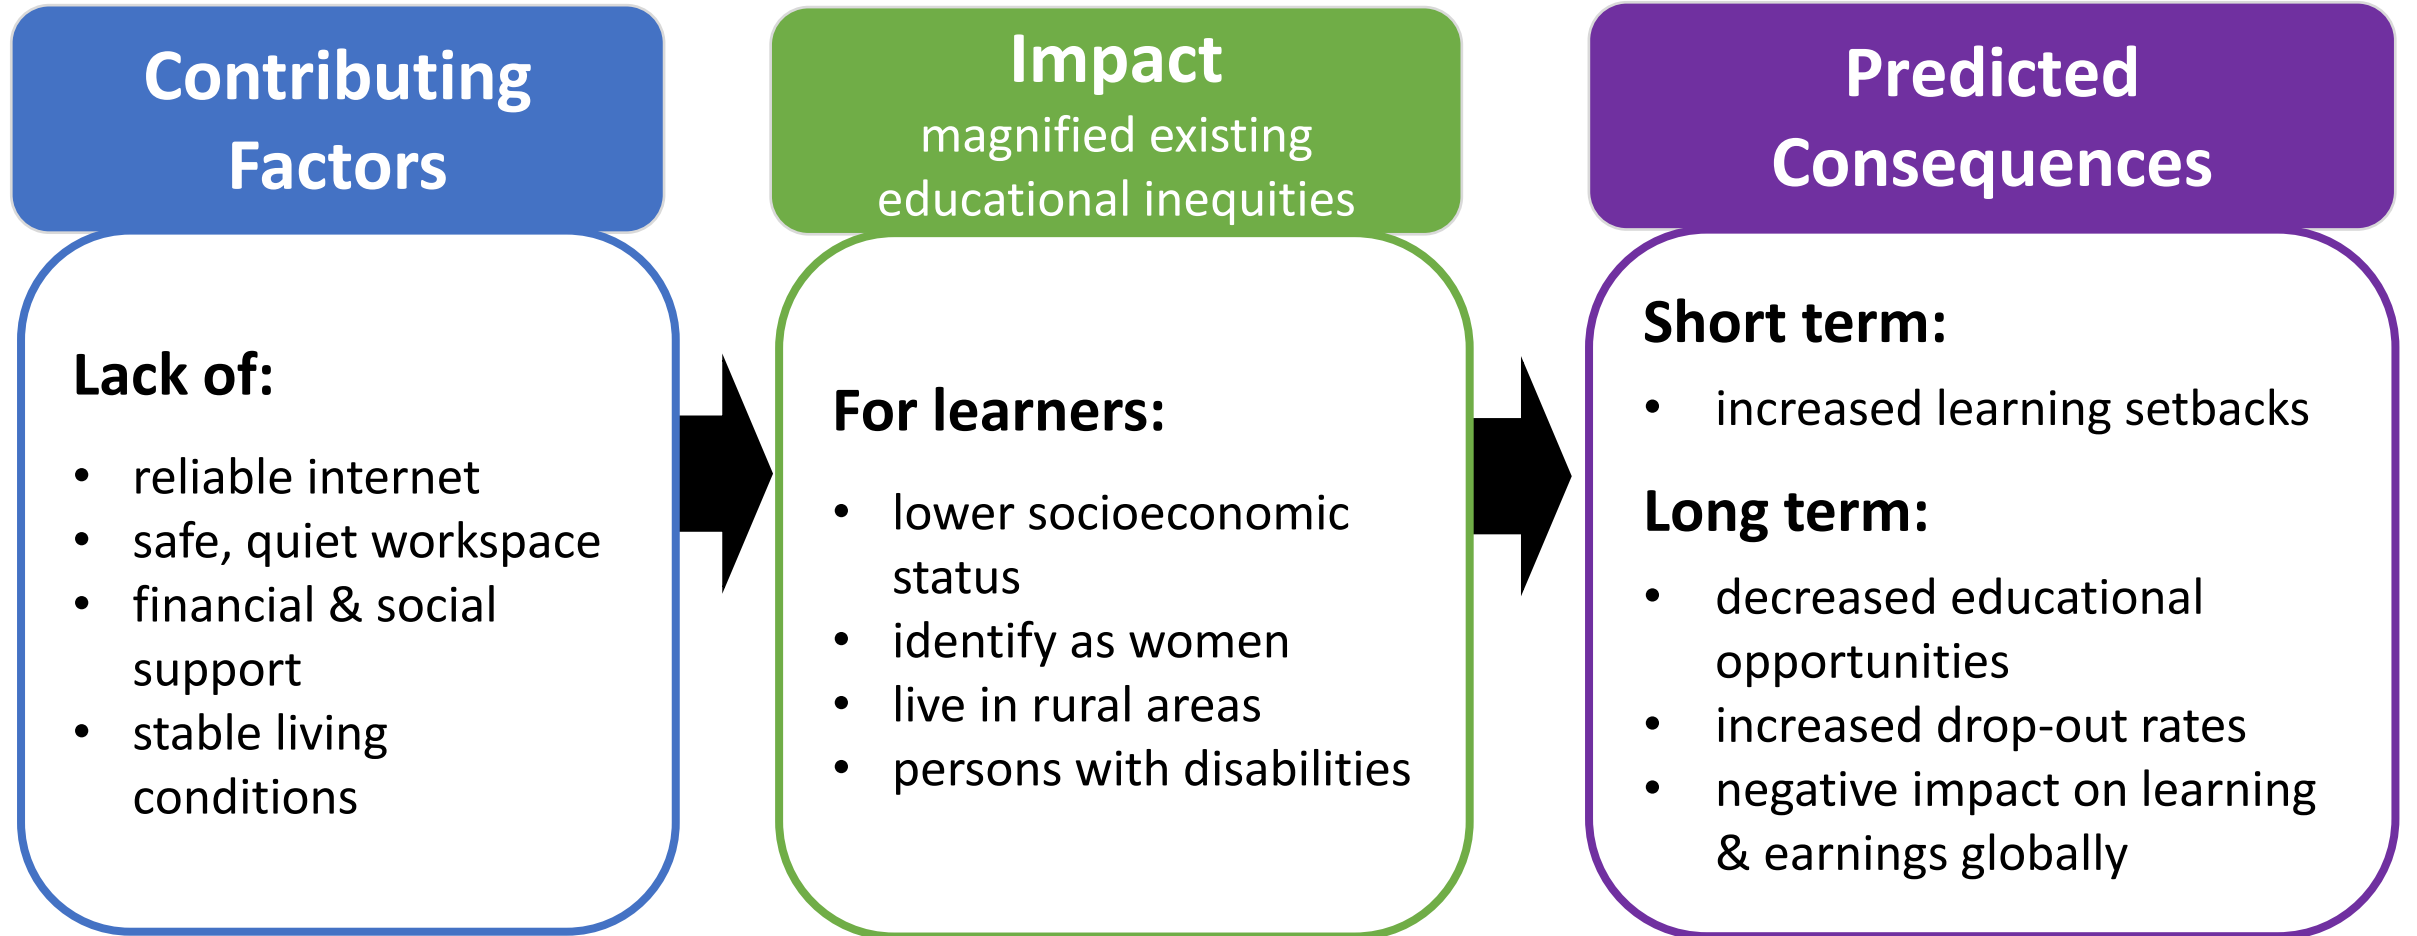 Contributing
Factors
Lack of:
• reliable internet
• safe, quiet workspace
• financial & social
support
• stable living
conditions
Impact
magnified existing
educational inequities
For learners:
• lower socioeconomic
status
• identify as women
• live in rural areas
• persons with disabilities
Predicted
Consequences
Short term:
• increased learning setbacks
Long term:
• decreased educational
opportunities
• increased drop-out rates
• negative impact on learning
& earnings globally